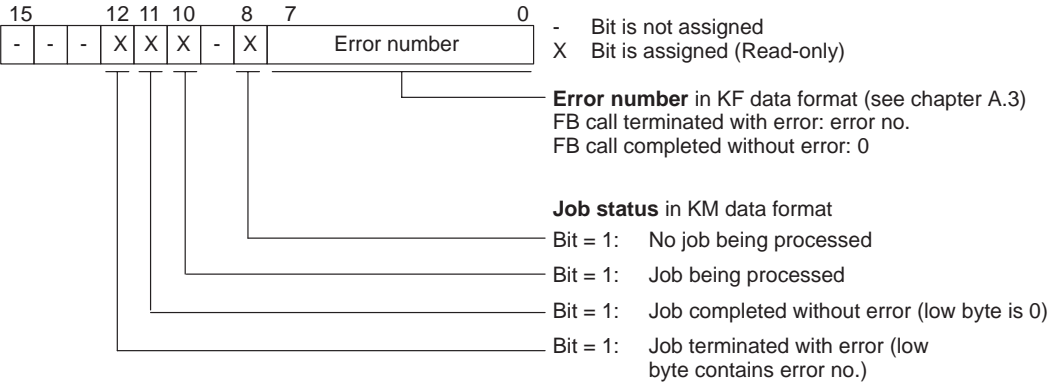 15 12 11 10 8 7 0
- - - X X X - X Error number
- Bit is not assigned
X Bit is assigned (Read-only)
Error number in KF data format (see chapter A.3)
FB call terminated with error: error no.
FB call completed without error: 0
Job status in KM data format
Bit = 1: No job being processed
Bit = 1: Job being processed
Bit = 1: Job completed without error (low byte is 0)
Bit = 1: Job terminated with error (low
byte contains error no.)